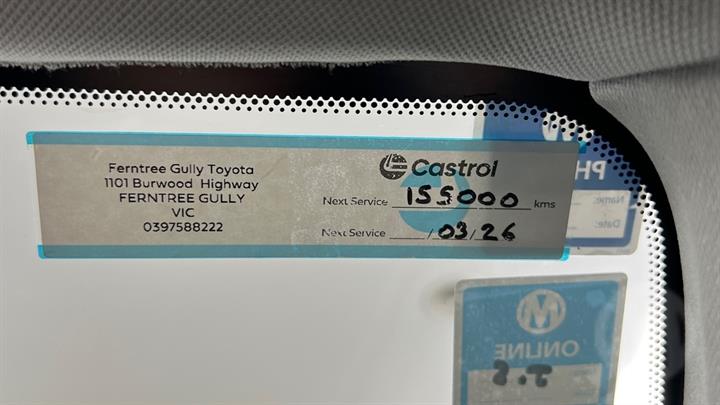 Ferntree Gully Toyota
1101 Burwood Highway
FERNTREE GULLY
VIC
0397588222
Castrol
Next Service 155000 kms
Next Service ____/03/26
PH
Name:
Date:
M
ONLINE